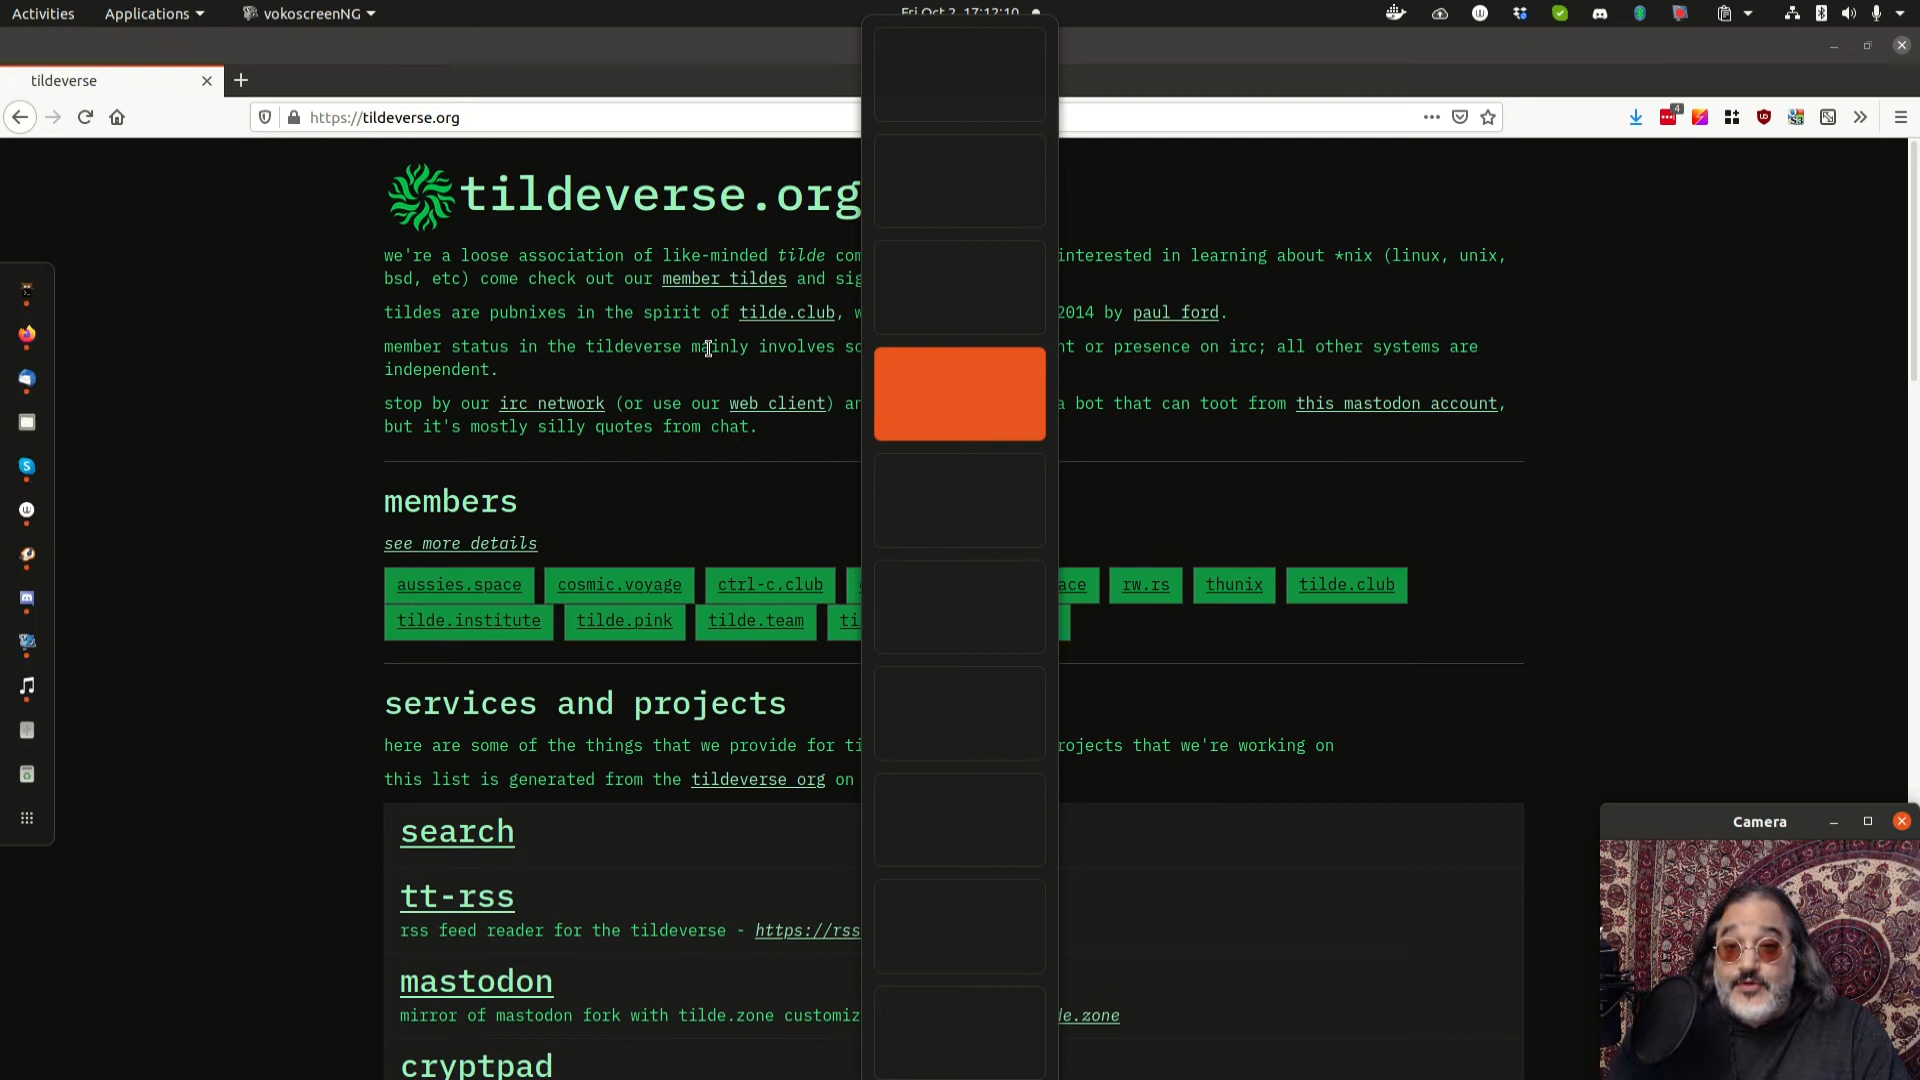 Activities Applications vokoscreenNG Fri Oct 2 17:12:10
tildeverse
https://tildeverse.org
4
tildeverse.org
we're a loose association of like-minded tilde interested in learning about *nix (linux, unix,
bsd, etc) come check out our member tildes and
tildes are pubnixes in the spirit of tilde.club, 2014 by paul ford.
member status in the tildeverse mainly involves or presence on irc; all other systems are
independent.
stop by our irc network (or use our web client) a bot that can toot from this mastodon account,
but it's mostly silly quotes from chat.
members
see more details
aussies.space cosmic.voyage ctrl-c.club rw.rs thunix tilde.club
tilde.institute tilde.pink tilde.team
services and projects
here are some of the things that we provide for that we're working on
this list is generated from the tildeverse org on
search
tt-rss
rss feed reader for the tildeverse - https://rss
mastodon
mirror of mastodon fork with tilde.zone
cryptpad
Camera